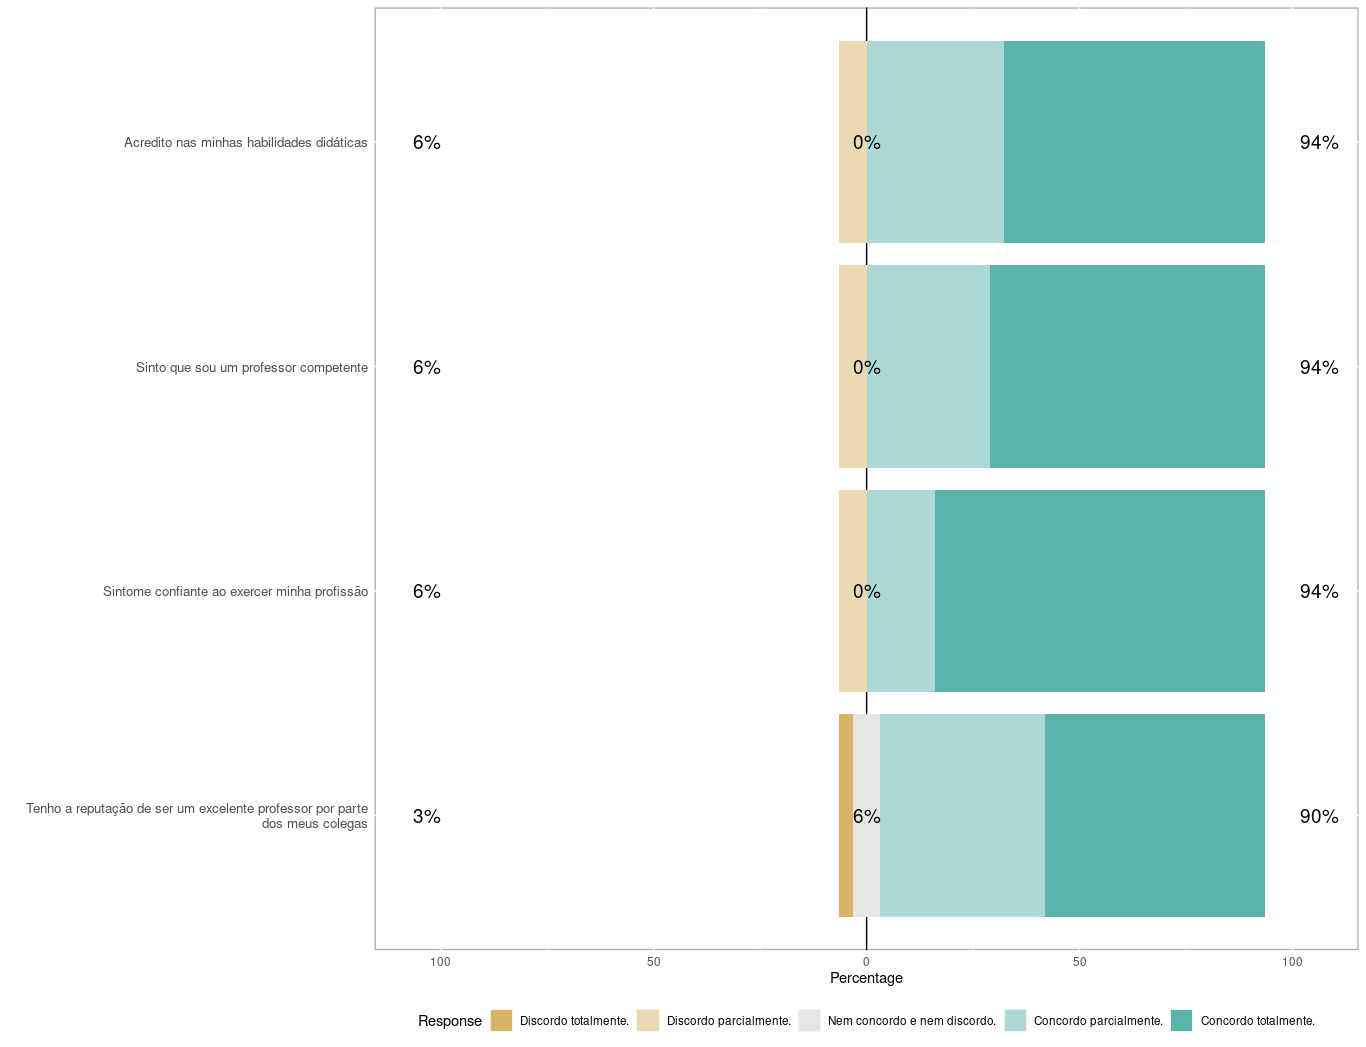 Acredito nas minhas habilidades didáticas 6% 0% 94%
Sinto que sou um professor competente 6% 0% 94%
Sintome confiante ao exercer minha profissão 6% 0% 94%
Tenho a reputação de ser um excelente professor por parte
dos meus colegas 3% 6% 90%
100 50 0 50 100
Percentage
Response Discordo totalmente. Discordo parcialmente. Nem concordo e nem discordo. Concordo parcialmente. Concordo totalmente.